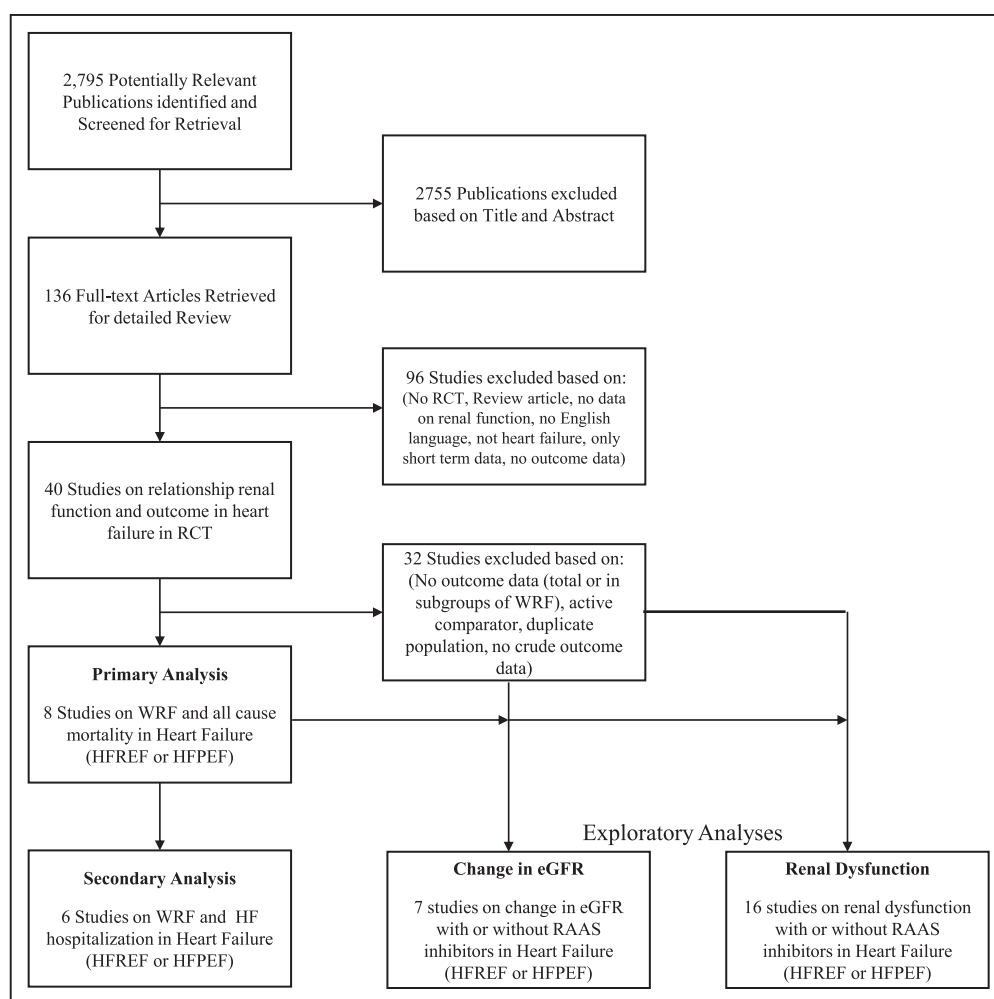 2,795 Potentially Relevant
Publications identified and
Screened for Retrieval
2755 Publications excluded
based on Title and Abstract
136 Full-text Articles Retrieved
for detailed Review
96 Studies excluded based on:
(No RCT, Review article, no data
on renal function, no English
language, not heart failure, only
short term data, no outcome data)
40 Studies on relationship renal
function and outcome in heart
failure in RCT
32 Studies excluded based on:
(No outcome data (total or in
subgroups of WRF), active
comparator, duplicate
population, no crude outcome
data)
Primary Analysis
8 Studies on WRF and all cause
mortality in Heart Failure
(HFREF or HFPEF)
Exploratory Analyses
Secondary Analysis
6 Studies on WRF and HF
hospitalization in Heart Failure
(HFREF or HFPEF)
Change in eGFR
7 studies on change in eGFR
with or without RAAS
inhibitors in Heart Failure
(HFREF or HFPEF)
Renal Dysfunction
16 studies on renal dysfunction
with or without RAAS
inhibitors in Heart Failure
(HFREF or HFPEF)